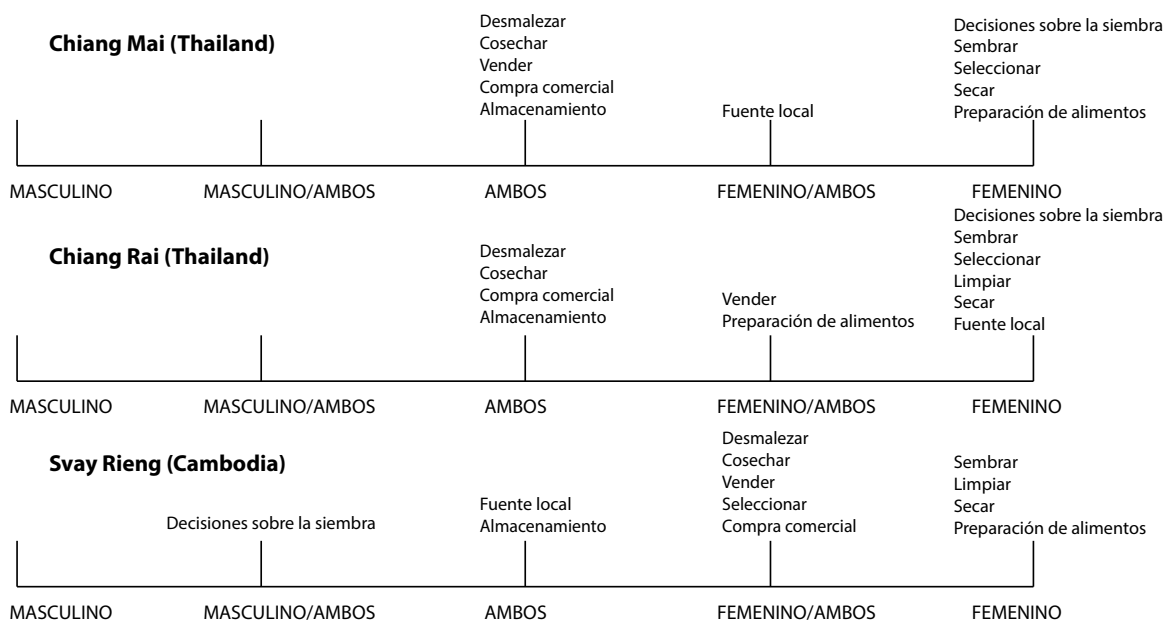 Chiang Mai (Thailand)
Desmalezar
Cosechar
Vender
Compra comercial
Almacenamiento
Fuente local
Decisiones sobre la siembra
Sembrar
Seleccionar
Secar
Preparación de alimentos
MASCULINO
MASCULINO/AMBOS
AMBOS
FEMENINO/AMBOS
FEMENINO
Chiang Rai (Thailand)
Desmalezar
Cosechar
Compra comercial
Almacenamiento
Vender
Preparación de alimentos
Decisiones sobre la siembra
Sembrar
Seleccionar
Limpiar
Secar
Fuente local
MASCULINO
MASCULINO/AMBOS
AMBOS
FEMENINO/AMBOS
FEMENINO
Svay Rieng (Cambodia)
Decisiones sobre la siembra
Fuente local
Almacenamiento
Desmalezar
Cosechar
Vender
Seleccionar
Compra comercial
Sembrar
Limpiar
Secar
Preparación de alimentos
MASCULINO
MASCULINO/AMBOS
AMBOS
FEMENINO/AMBOS
FEMENINO